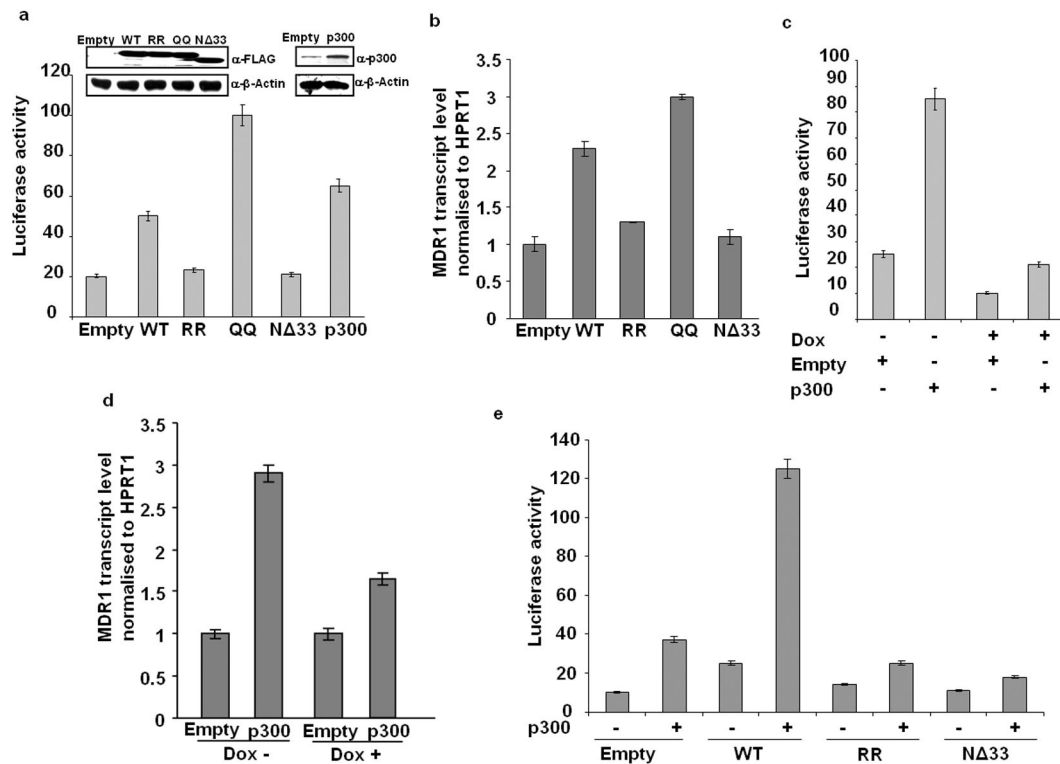 a
Empty WT RR QQ NΔ33
α-FLAG
α-β-Actin
Empty p300
α-p300
α-β-Actin
Luciferase activity
120
100
80
60
40
20
0
Empty WT RR QQ NΔ33 p300
b
MDR1 transcript level
normalised to HPRT1
3.5
3
2.5
2
1.5
1
0.5
Empty WT RR QQ NΔ33
c
Luciferase activity
100
90
80
70
60
50
40
30
20
10
0
Dox - - + +
Empty + - + -
p300 - + - +
d
MDR1 transcript level
normalised to HPRT1
3.5
3
2.5
2
1.5
1
0.5
0
Empty p300 Empty p300
Dox - Dox +
e
Luciferase activity
140
120
100
80
60
40
20
0
p300 - + - + - + - +
Empty WT RR NΔ33